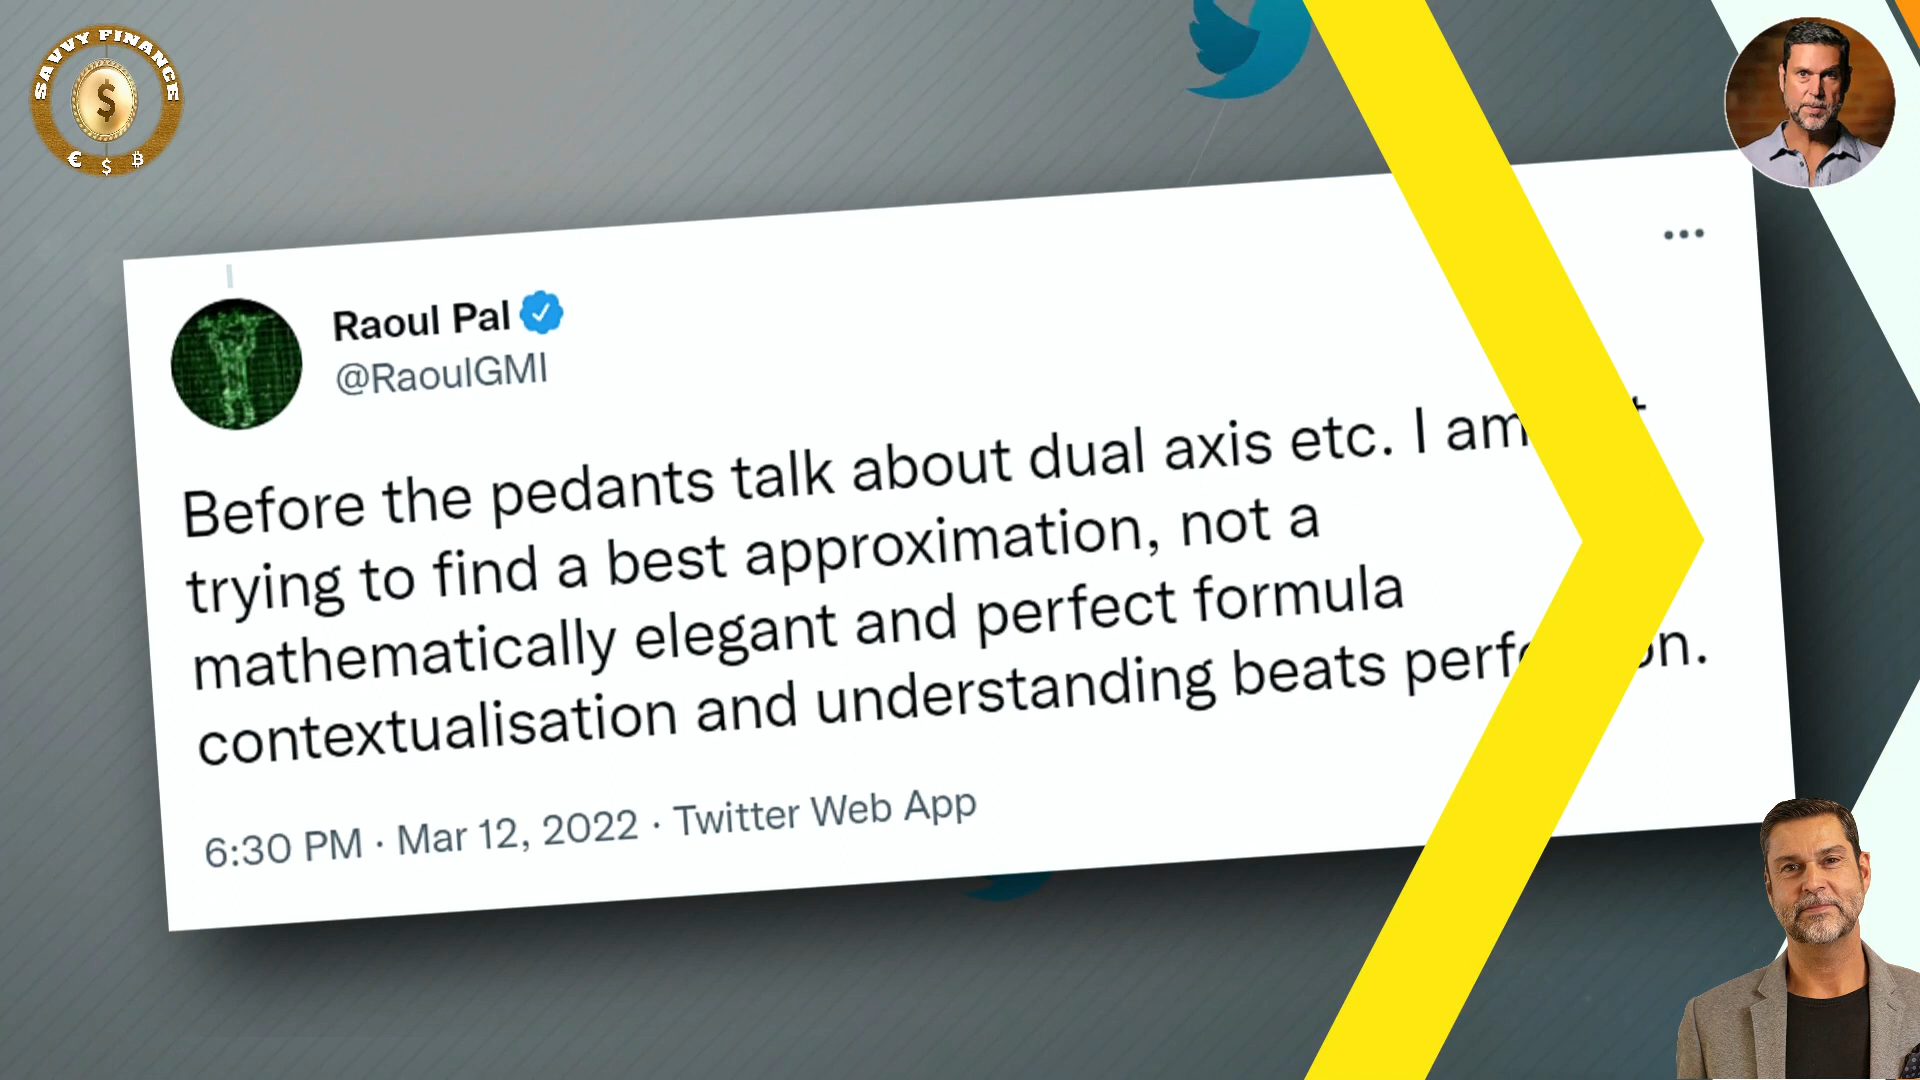 SAVVY FINANCE
$
€ $ ₿
Raoul Pal
@RaoulGMI
Before the pedants talk about dual axis etc. I am
trying to find a best approximation, not a
mathematically elegant and perfect formula
contextualisation and understanding beats
6:30 PM · Mar 12, 2022 · Twitter Web App